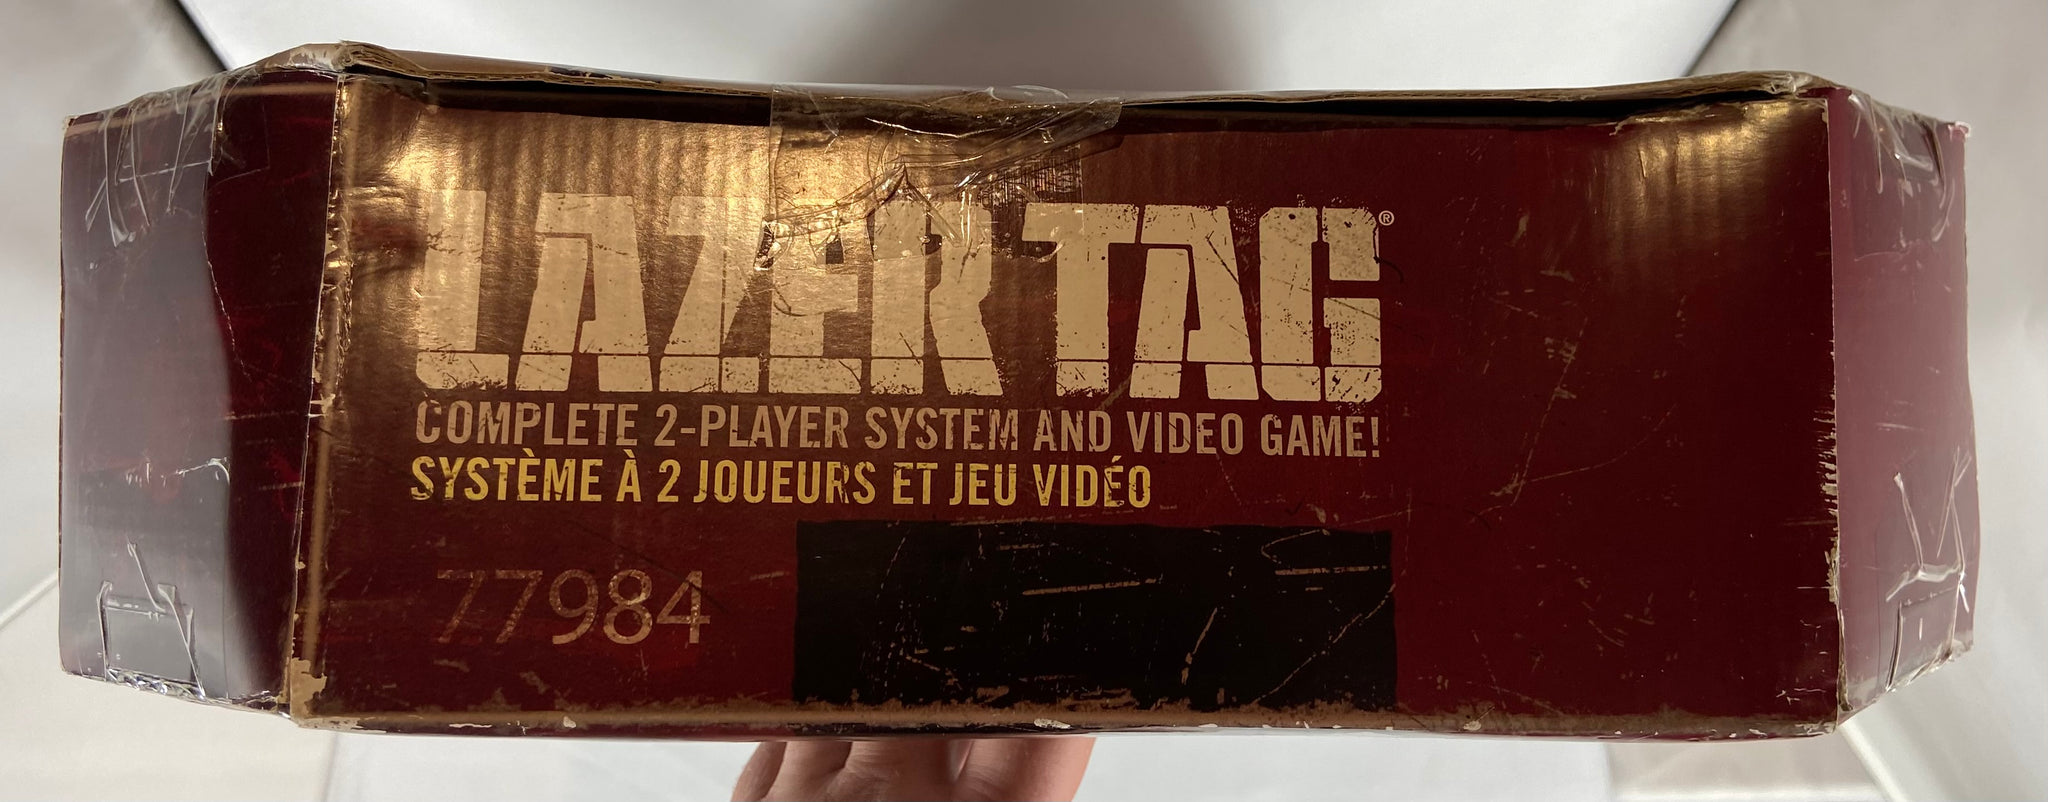 LAZER TAG®
COMPLETE 2-PLAYER SYSTEM AND VIDEO GAME!
SYSTÈME À 2 JOUEURS ET JEU VIDÉO
77984